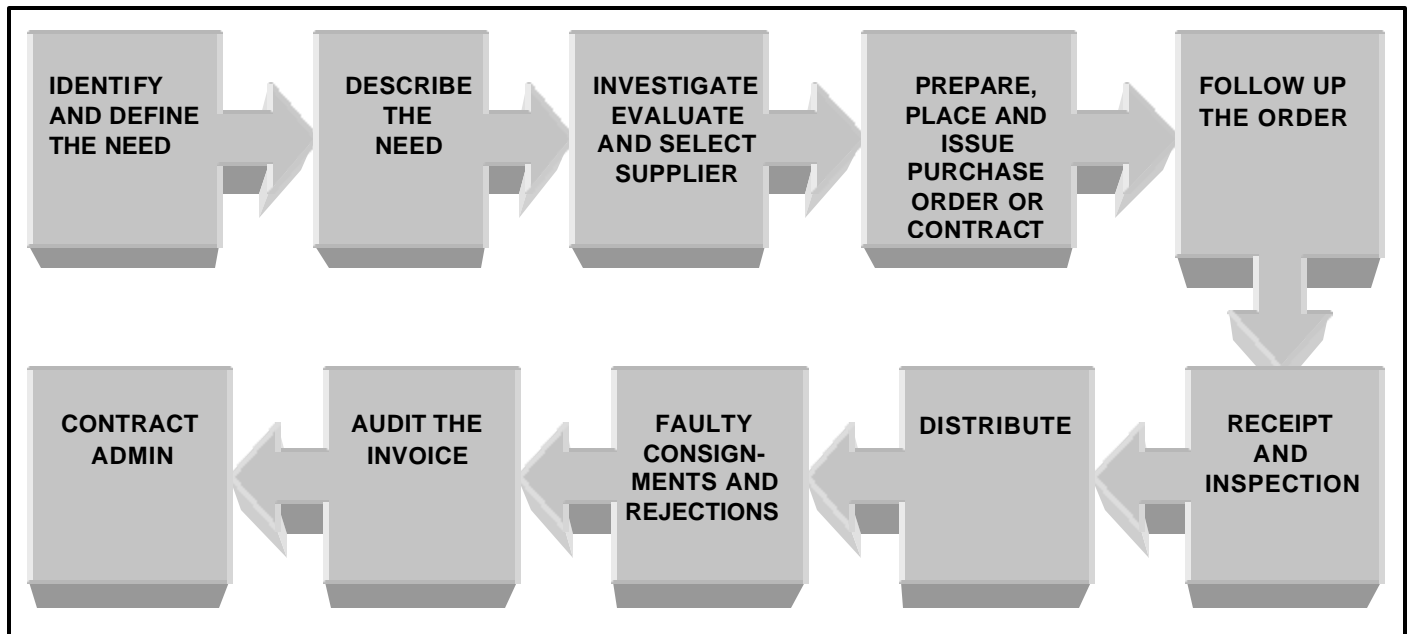 IDENTIFY
AND DEFINE
THE NEED
DESCRIBE
THE
NEED
INVESTIGATE
EVALUATE
AND SELECT
SUPPLIER
PREPARE,
PLACE AND
ISSUE
PURCHASE
ORDER OR
CONTRACT
FOLLOW UP
THE ORDER
RECEIPT
AND
INSPECTION
DISTRIBUTE
FAULTY
CONSIGN-
MENTS AND
REJECTIONS
AUDIT THE
INVOICE
CONTRACT
ADMIN